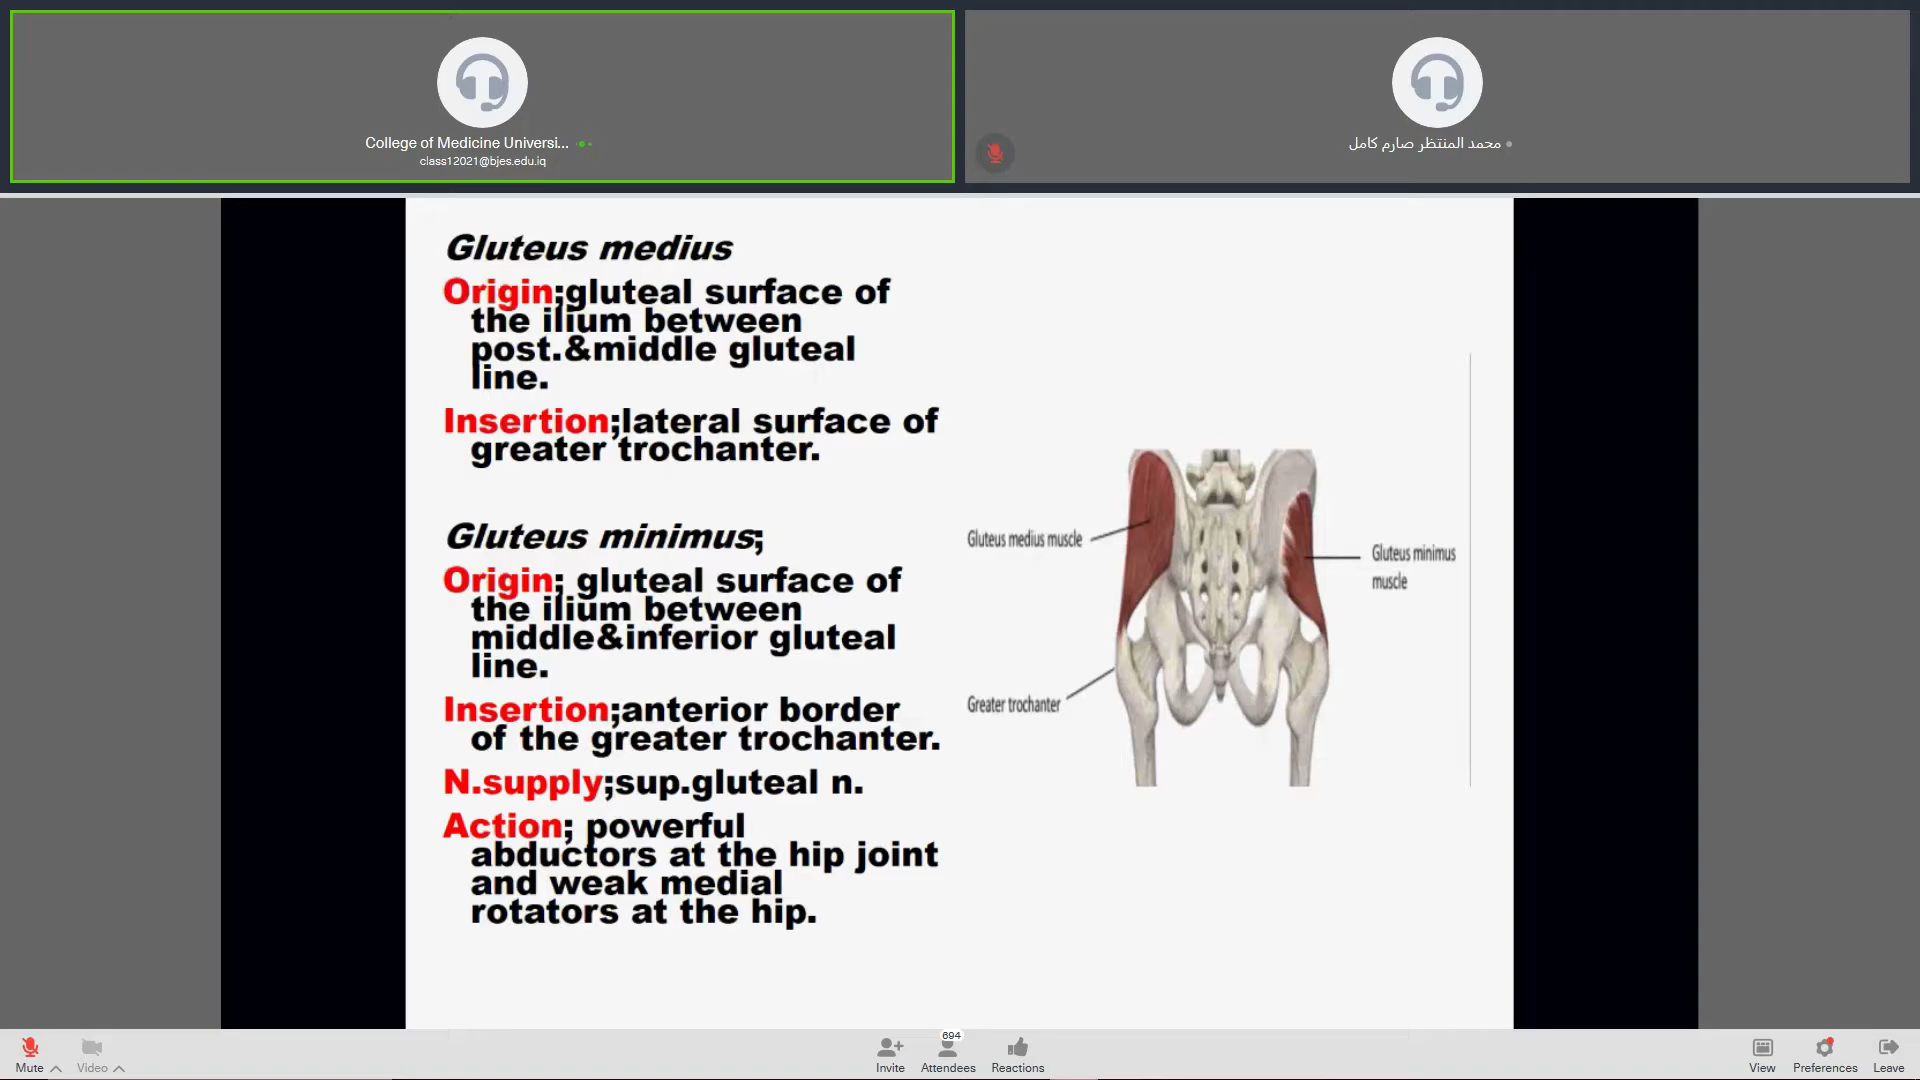 College of Medicine Universi...
class12021@bjes.edu.iq
محمد المنتظر صارم كامل
Gluteus medius
Origin;gluteal surface of
the ilium between
post.&middle gluteal
line.
Insertion;lateral surface of
greater trochanter.
Gluteus minimus;
Origin; gluteal surface of
the ilium between
middle&inferior gluteal
line.
Insertion;anterior border
of the greater trochanter.
N.supply;sup.gluteal n.
Action; powerful
abductors at the hip joint
and weak medial
rotators at the hip.
Gluteus medius muscle
Gluteus minimus
muscle
Greater trochanter
Mute
Video
Invite
694
Attendees
Reactions
View
Preferences
Leave